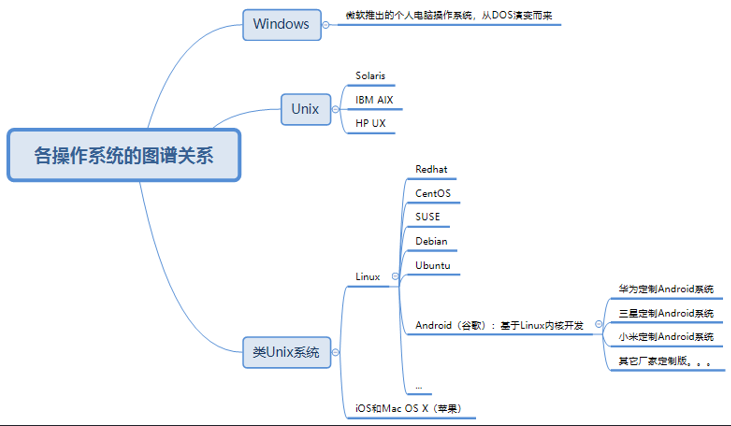 Windows
微软推出的个人电脑操作系统，从DOS演变而来
Unix
Solaris
IBM AIX
HP UX
各操作系统的图谱关系
类Unix系统
Linux
Redhat
CentOS
SUSE
Debian
Ubuntu
Android（谷歌）：基于Linux内核开发
华为定制Android系统
三星定制Android系统
小米定制Android系统
其它厂家定制版。。。
...
iOS和Mac OS X（苹果）